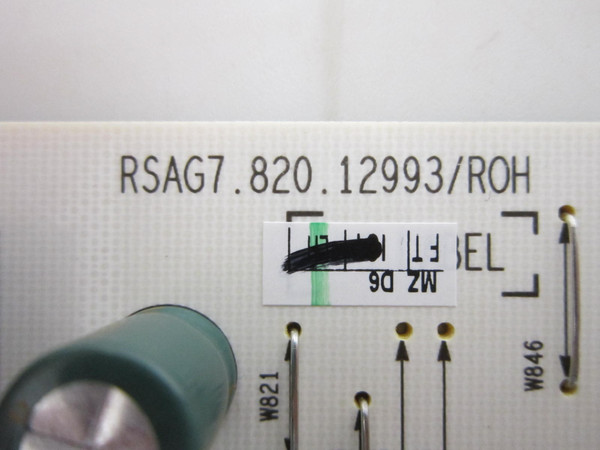 RSAG7.820.12993/ROH
BEL
FT
MZ D6
W821
W846